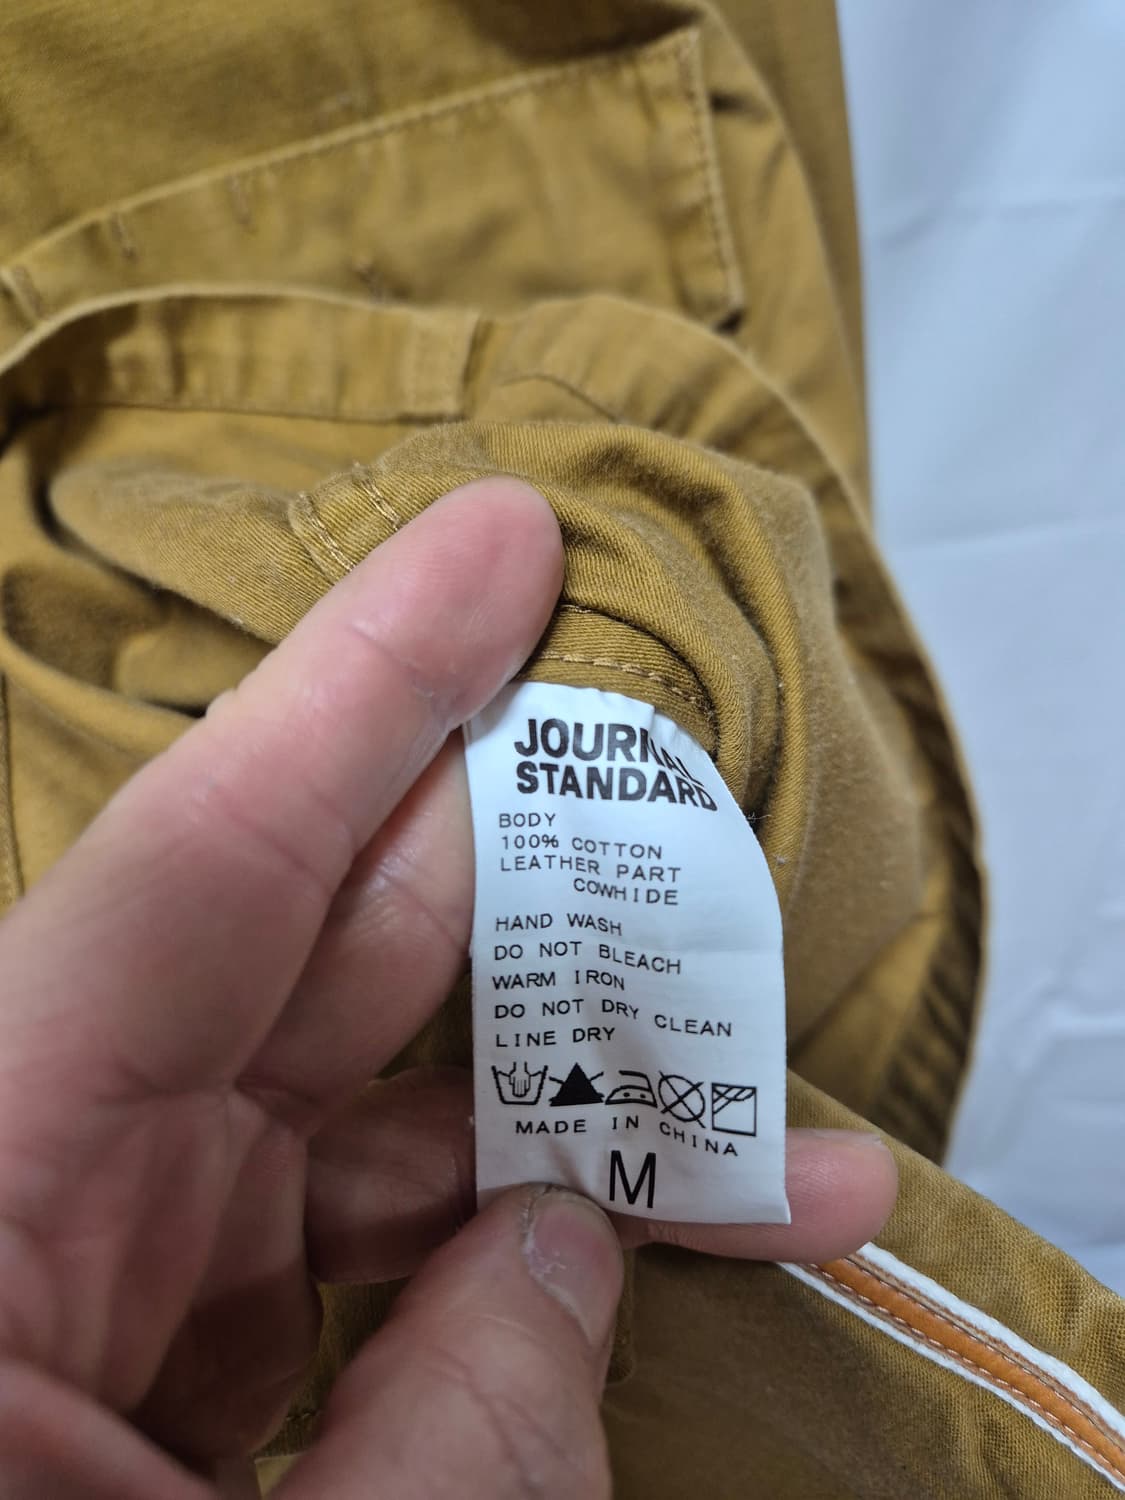 JOURNAL
STANDARD
BODY
100% COTTON
LEATHER PART
COWHIDE
HAND WASH
DO NOT BLEACH
WARM IRON
DO NOT DRY CLEAN
LINE DRY
MADE IN CHINA
M